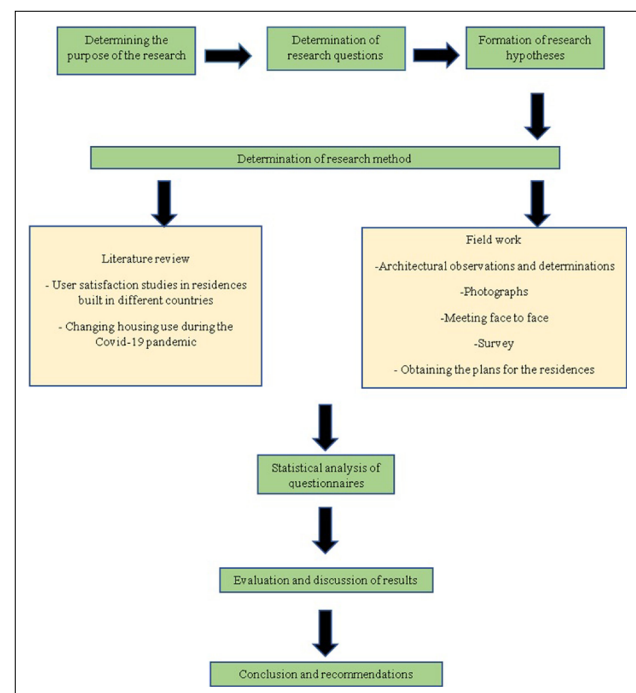 Determining the
purpose of the research
Determination of
research questions
Formation of research
hypotheses
Determination of research method
Literature review
- User satisfaction studies in residences
built in different countries
- Changing housing use during the
Covid-19 pandemic
Field work
-Architectural observations and determinations
-Photographs
-Meeting face to face
-Survey
- Obtaining the plans for the residences
Statistical analysis of
questionnaires
Evaluation and discussion of results
Conclusion and recommendations